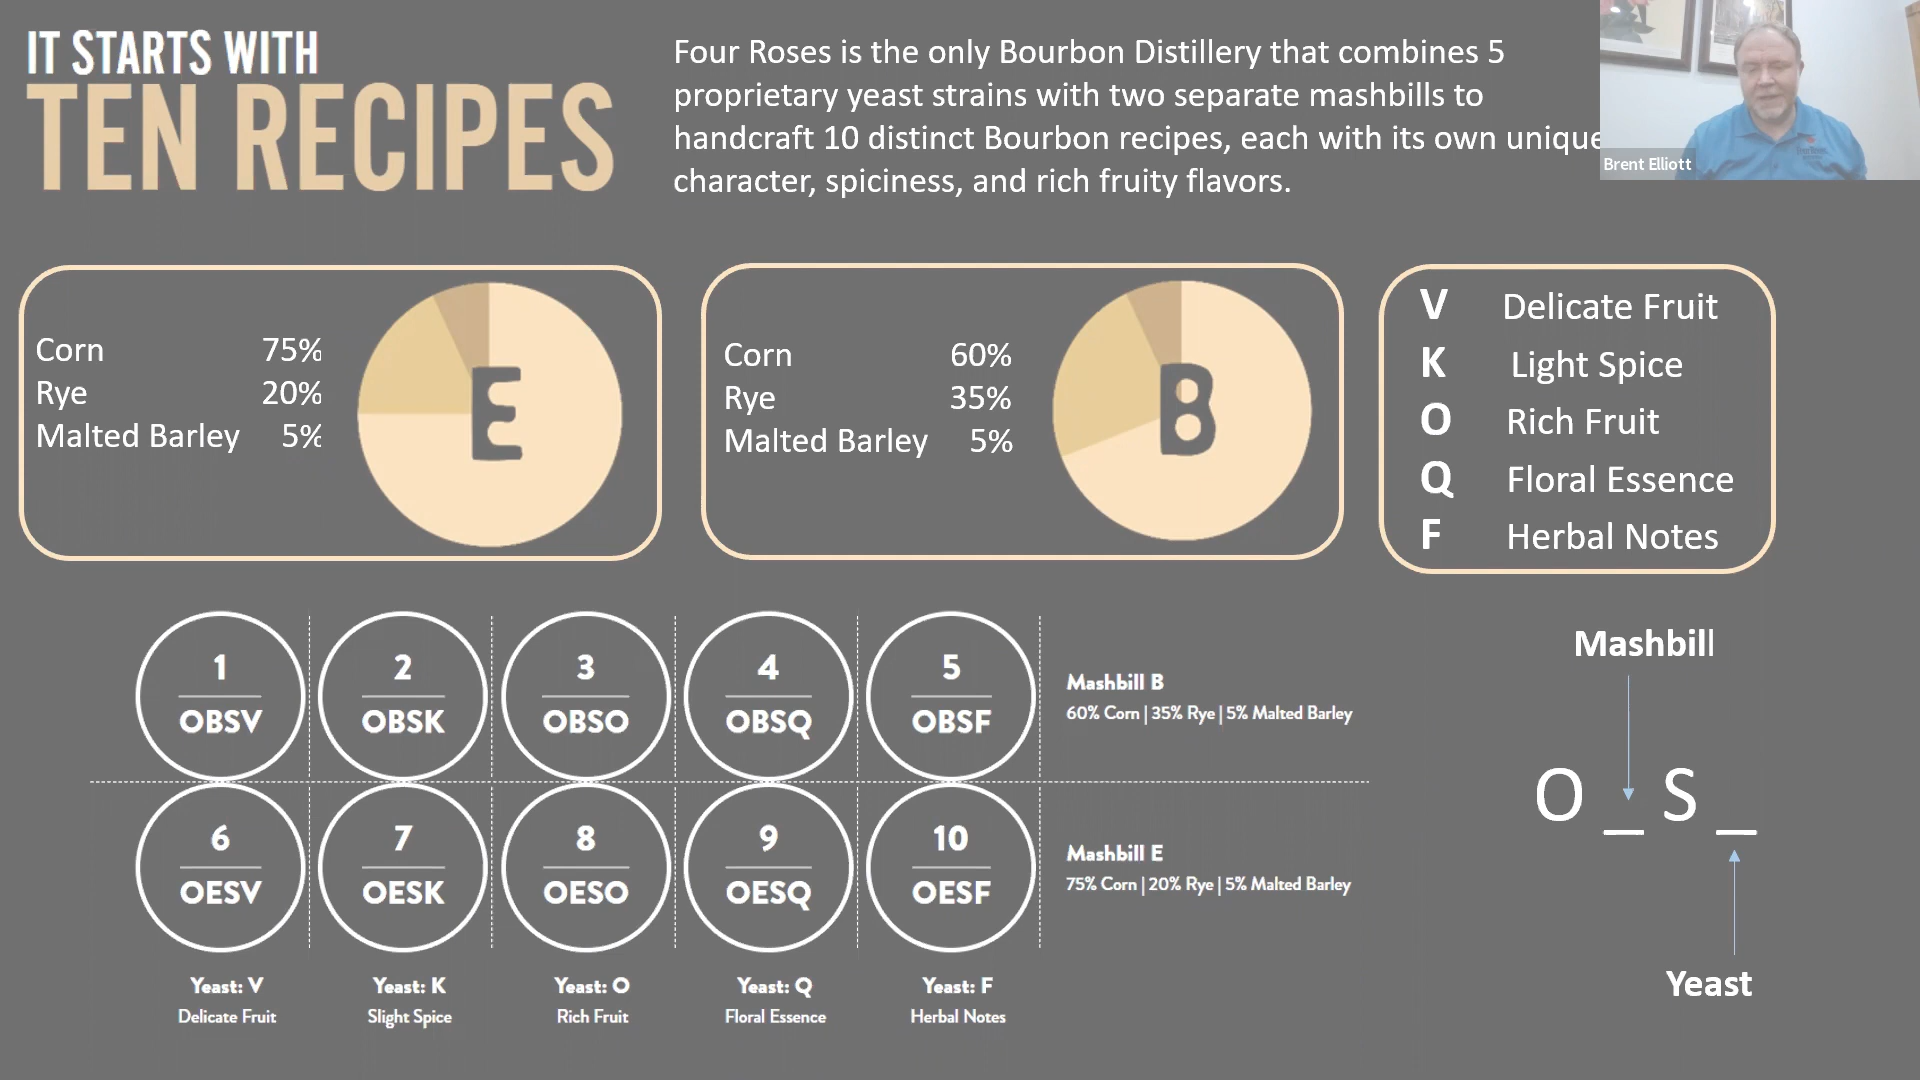 IT STARTS WITH
TEN RECIPES
Four Roses is the only Bourbon Distillery that combines 5
proprietary yeast strains with two separate mashbills to
handcraft 10 distinct Bourbon recipes, each with its own unique
character, spiciness, and rich fruity flavors.
Brent Elliott
Corn 75%
Rye 20%
Malted Barley 5%
E
Corn 60%
Rye 35%
Malted Barley 5%
B
V Delicate Fruit
K Light Spice
O Rich Fruit
Q Floral Essence
F Herbal Notes
1
OBSV
2
OBSK
3
OBSO
4
OBSQ
5
OBSF
Mashbill B
60% Corn | 35% Rye | 5% Malted Barley
6
OESV
7
OESK
8
OESO
9
OESQ
10
OESF
Mashbill E
75% Corn | 20% Rye | 5% Malted Barley
Yeast: V
Delicate Fruit
Yeast: K
Slight Spice
Yeast: O
Rich Fruit
Yeast: Q
Floral Essence
Yeast: F
Herbal Notes
Mashbill
O _ S _
Yeast